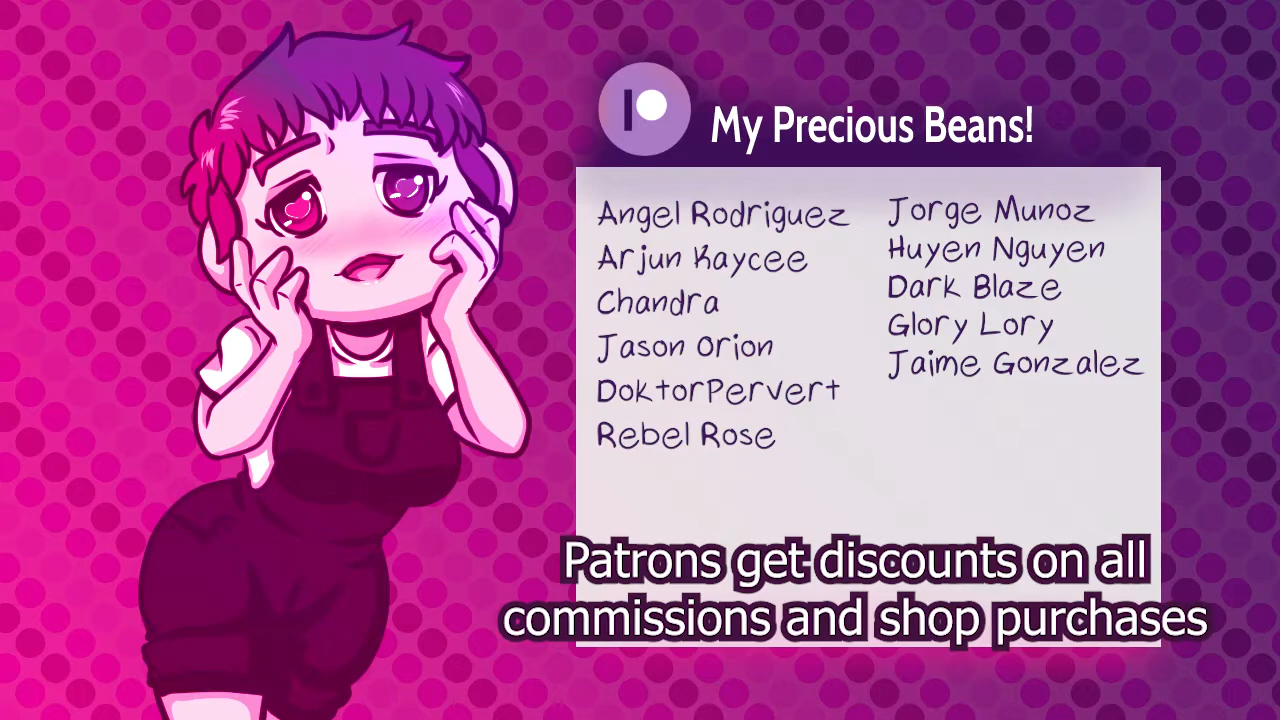 My Precious Beans!
Angel Rodriguez
Arjun Kaycee
Chandra
Jason Orion
DoktorPervert
Rebel Rose
Jorge Munoz
Huyen Nguyen
Dark Blaze
Glory Lory
Jaime Gonzalez
Patrons get discounts on all
commissions and shop purchases